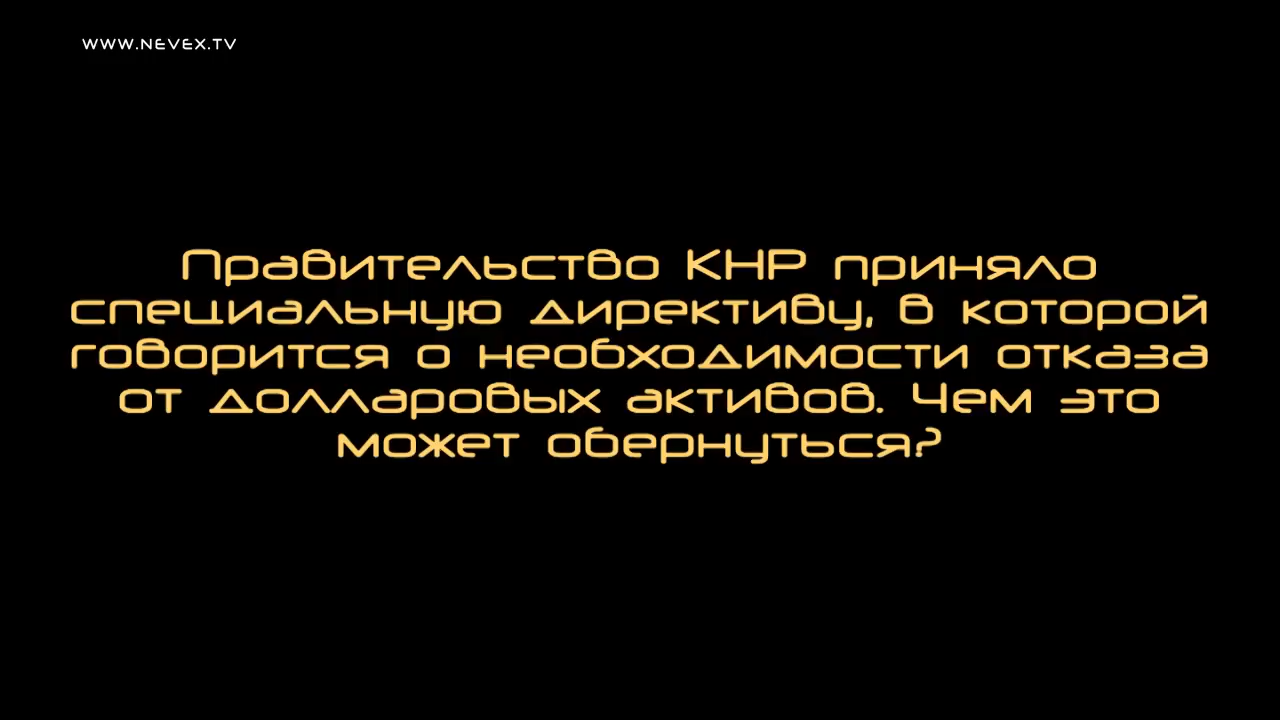 WWW.NEVEX.TV
Правительство КНР приняло
специальную директиву, в которой
говорится о необходимости отказа
от долларовых активов. Чем это
может обернуться?